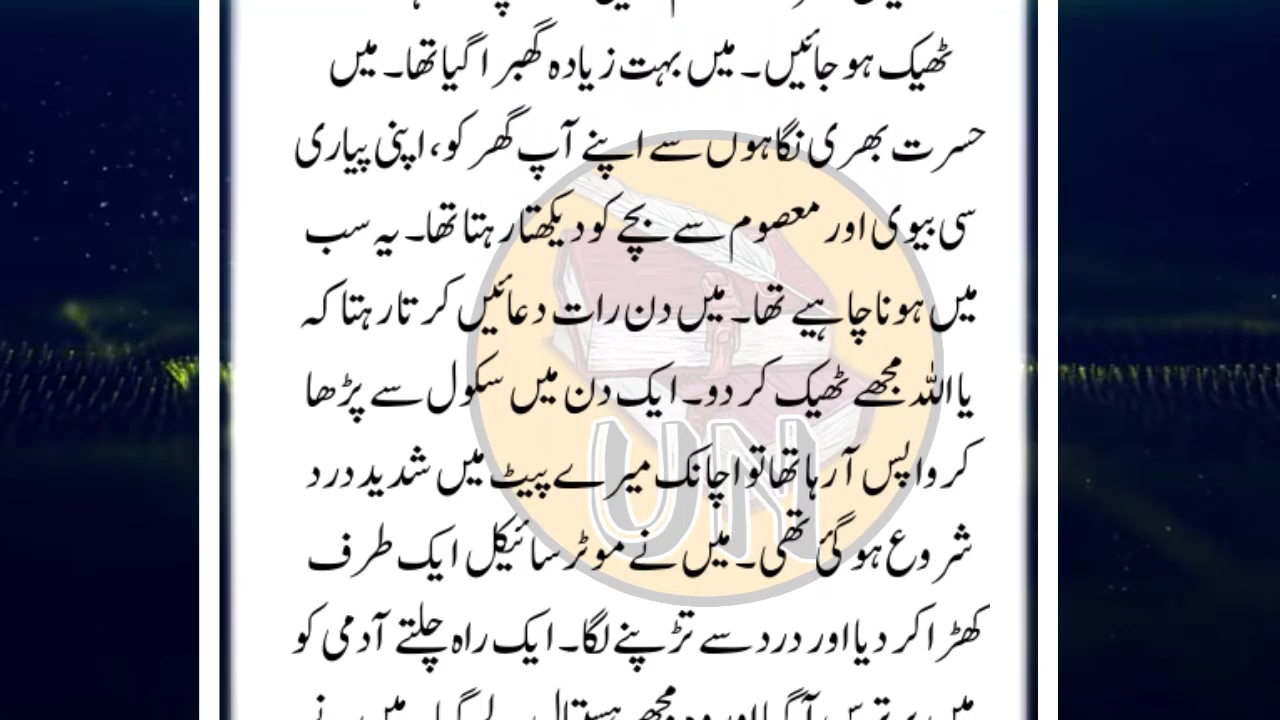 ٹھیک ہو جائیں۔ میں بہت زیادہ گھبرا گیا تھا۔ میں
حسرت بھری نگاہوں سے اپنے آپ گھر کو، اپنی پیاری
سی بیوی اور معصوم سے بچے کو دیکھتا رہتا تھا۔ یہ سب
میں ہونا چاہیے تھا۔ میں دن رات دعائیں کرتا رہتا کہ
یا اللہ مجھے ٹھیک کر دو۔ ایک دن میں سکول سے پڑھا
کر واپس آ رہا تھا تو اچانک میرے پیٹ میں شدید درد
شروع ہو گئی تھی۔ میں نے موٹر سائیکل ایک طرف
کھڑا کر دیا اور درد سے تڑپنے لگا۔ ایک راہ چلتے آدمی کو
UN